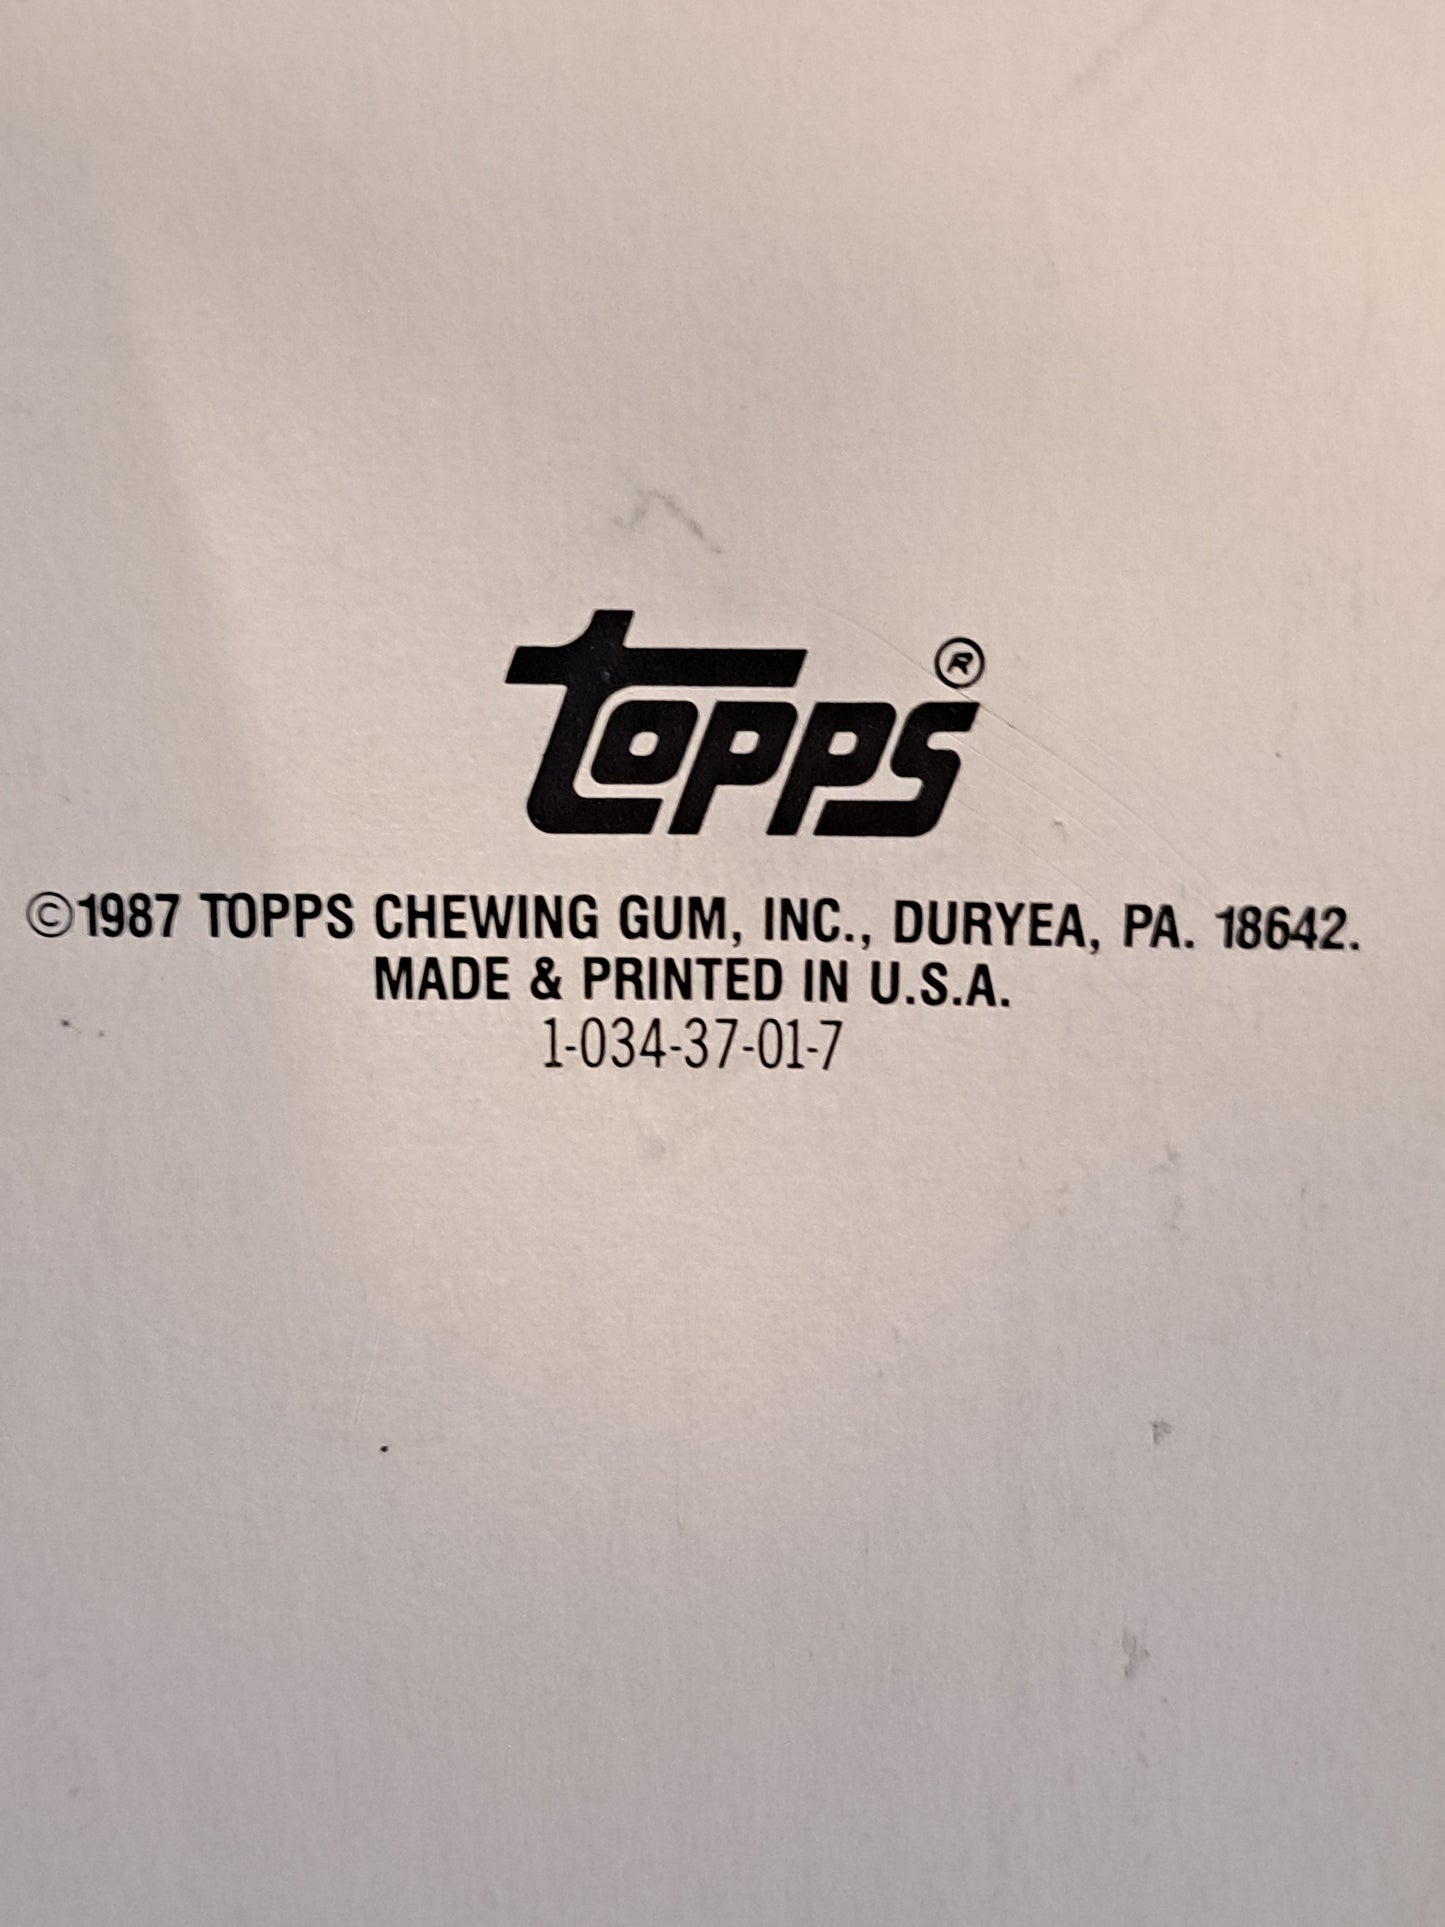 Topps®
©1987 TOPPS CHEWING GUM, INC., DURYEA, PA. 18642.
MADE & PRINTED IN U.S.A.
1-034-37-01-7